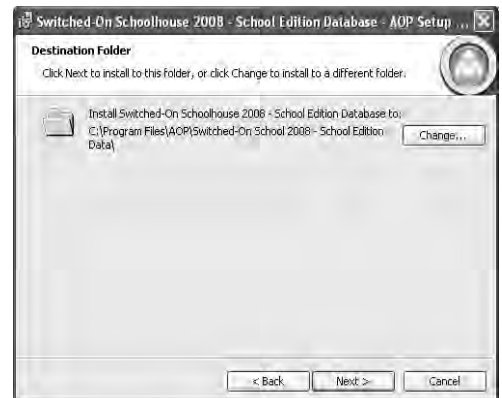 Switched-On Schoolhouse 2008 - School Edition Database - AOP Setup ...
Destination Folder
Click Next to install to this folder, or click Change to install to a different folder.
Install Switched-On Schoolhouse 2008 - School Edition Database to:
C:\Program Files\AOP\Switched-On School 2008 - School Edition
Data\
Change...
< Back
Next >
Cancel